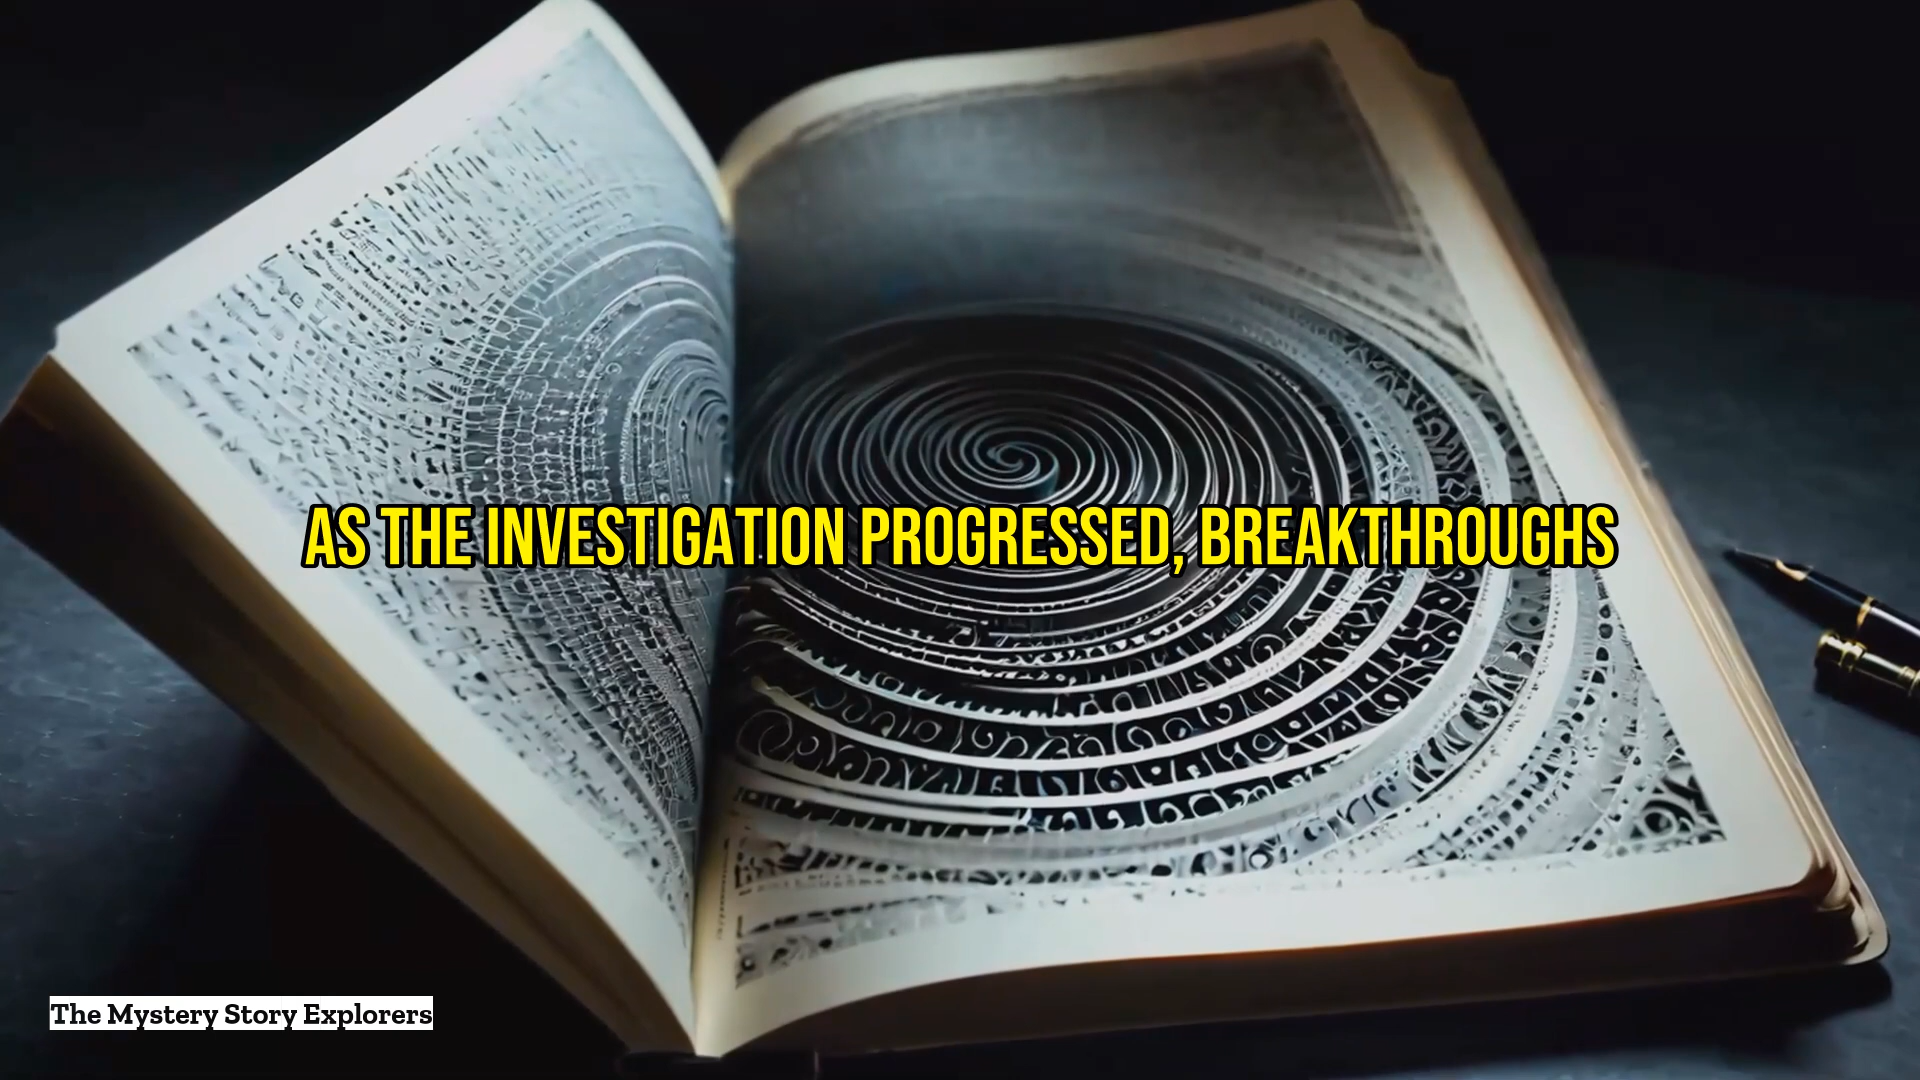 AS THE INVESTIGATION PROGRESSED, BREAKTHROUGHS
The Mystery Story Explorers